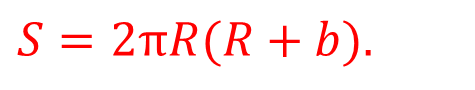 S = 2πR(R + b).